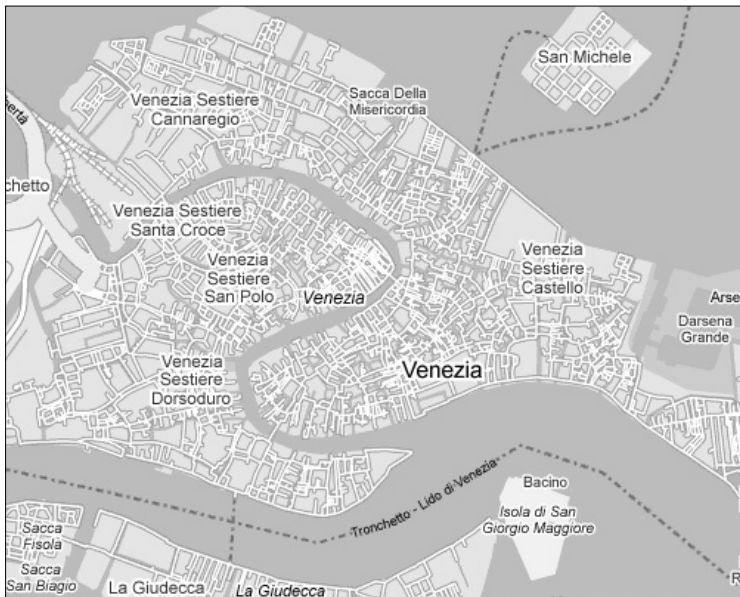 San Michele
Sacca Della
Misericordia
Venezia Sestiere
Cannaregio
bertà
chetto
Venezia Sestiere
Santa Croce
Venezia
Sestiere
San Polo
Venezia
Venezia
Sestiere
Castello
Arse
Darsena
Grande
Venezia
Sestiere
Dorsoduro
Venezia
Tronchetto - Lido di Venezia
Bacino
Isola di San
Giorgio Maggiore
Sacca
Fisola
Sacca
San Biagio
La Giudecca
La Giudecca
R